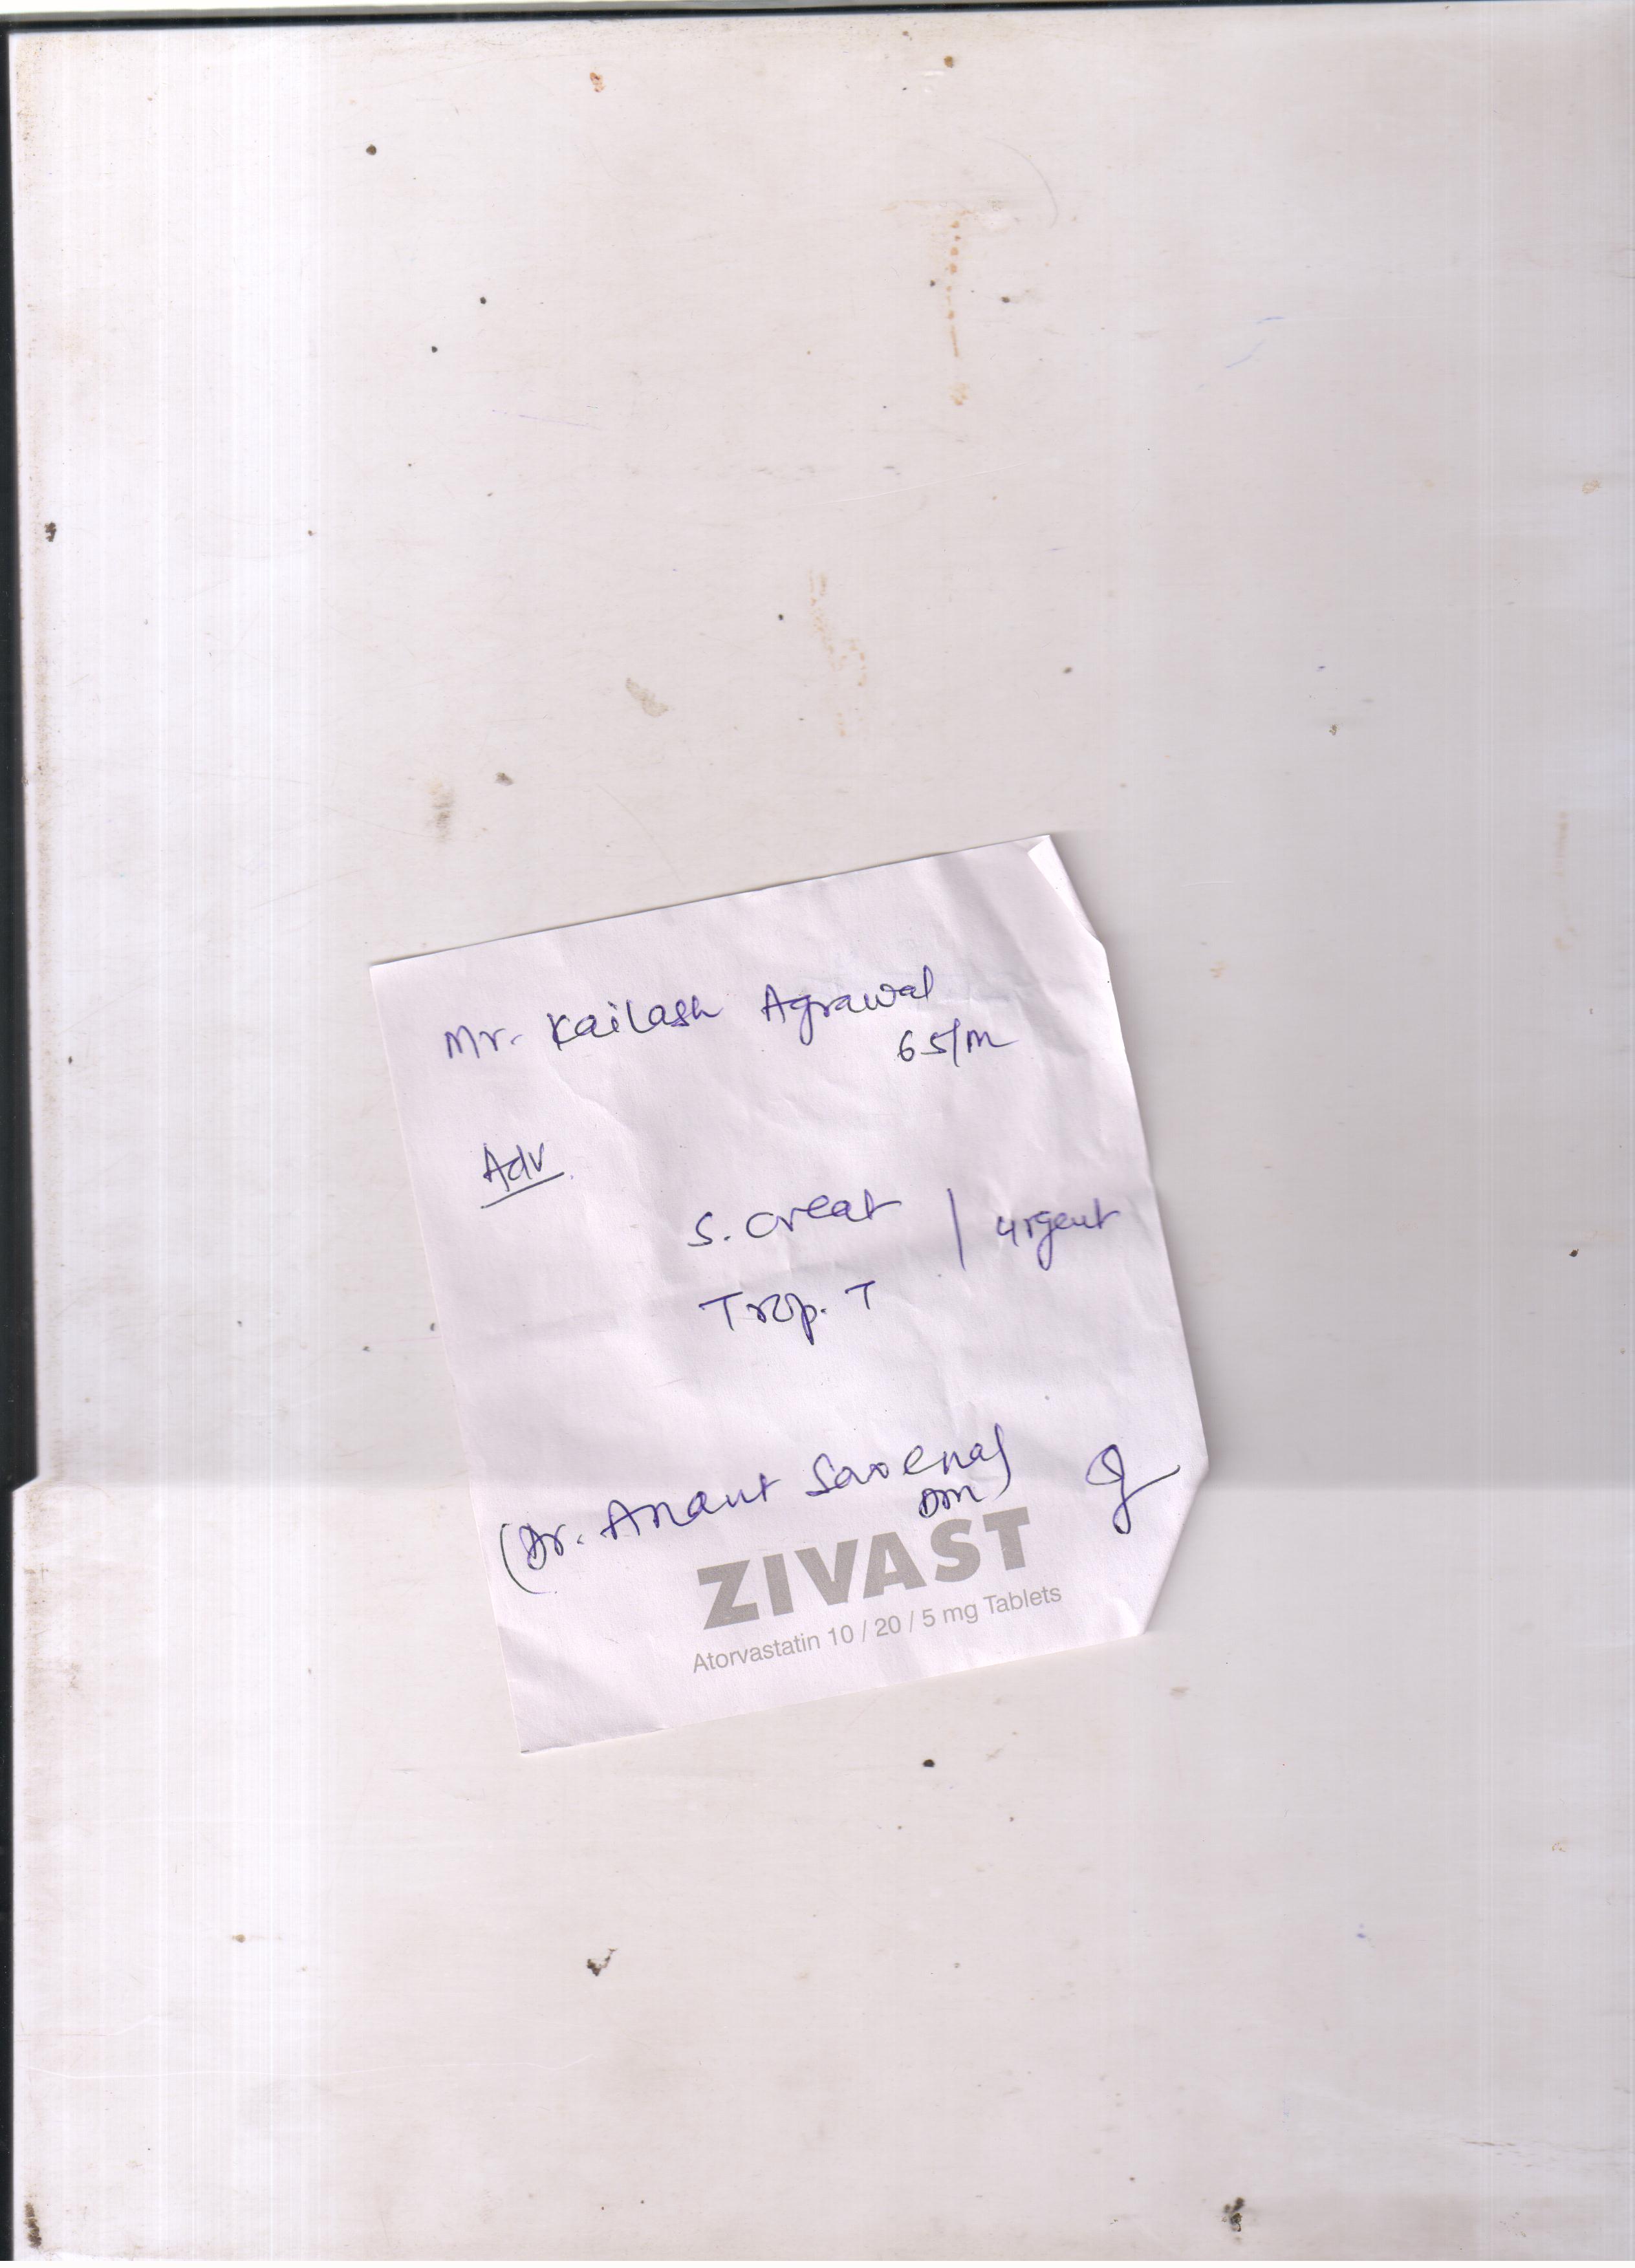 Mr. Kailash Agrawal
65/M
Adv.
S. Creat | urgent
Trop. T
(Dr. Anant Saxena)
DM
ZIVAST
Atorvastatin 10 / 20 / 5 mg Tablets